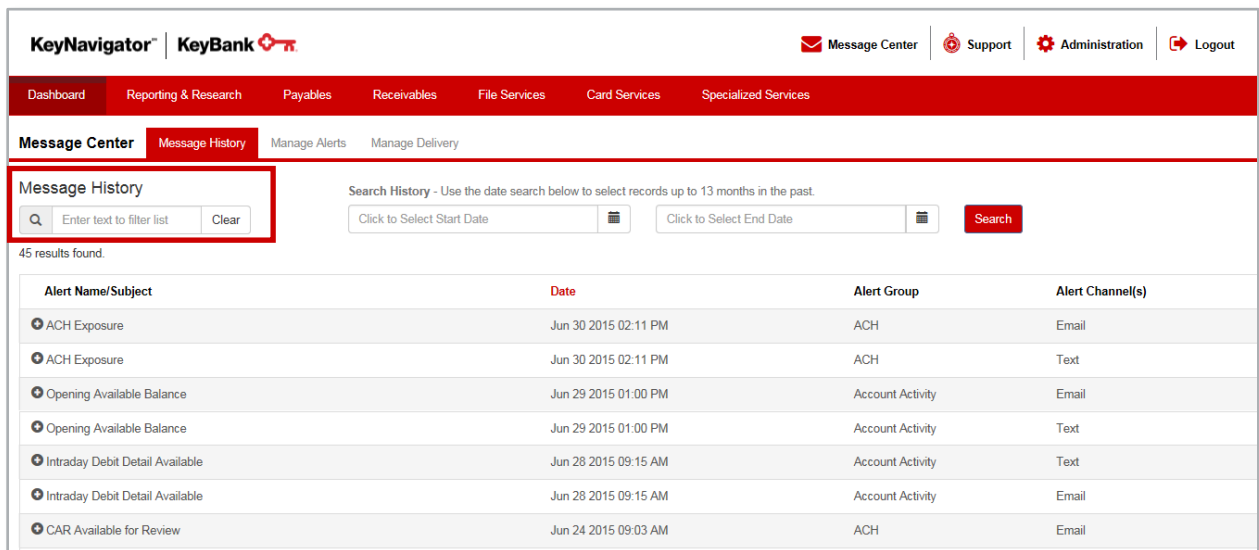 KeyNavigator℠ | KeyBank Message Center Support Administration Logout
Dashboard Reporting & Research Payables Receivables File Services Card Services Specialized Services
Message Center Message History Manage Alerts Manage Delivery
Message History
Search History - Use the date search below to select records up to 13 months in the past.
Enter text to filter list Clear Click to Select Start Date Click to Select End Date Search
45 results found.
Alert Name/Subject Date Alert Group Alert Channel(s)
ACH Exposure Jun 30 2015 02:11 PM ACH Email
ACH Exposure Jun 30 2015 02:11 PM ACH Text
Opening Available Balance Jun 29 2015 01:00 PM Account Activity Email
Opening Available Balance Jun 29 2015 01:00 PM Account Activity Text
Intraday Debit Detail Available Jun 28 2015 09:15 AM Account Activity Text
Intraday Debit Detail Available Jun 28 2015 09:15 AM Account Activity Email
CAR Available for Review Jun 24 2015 09:03 AM ACH Email